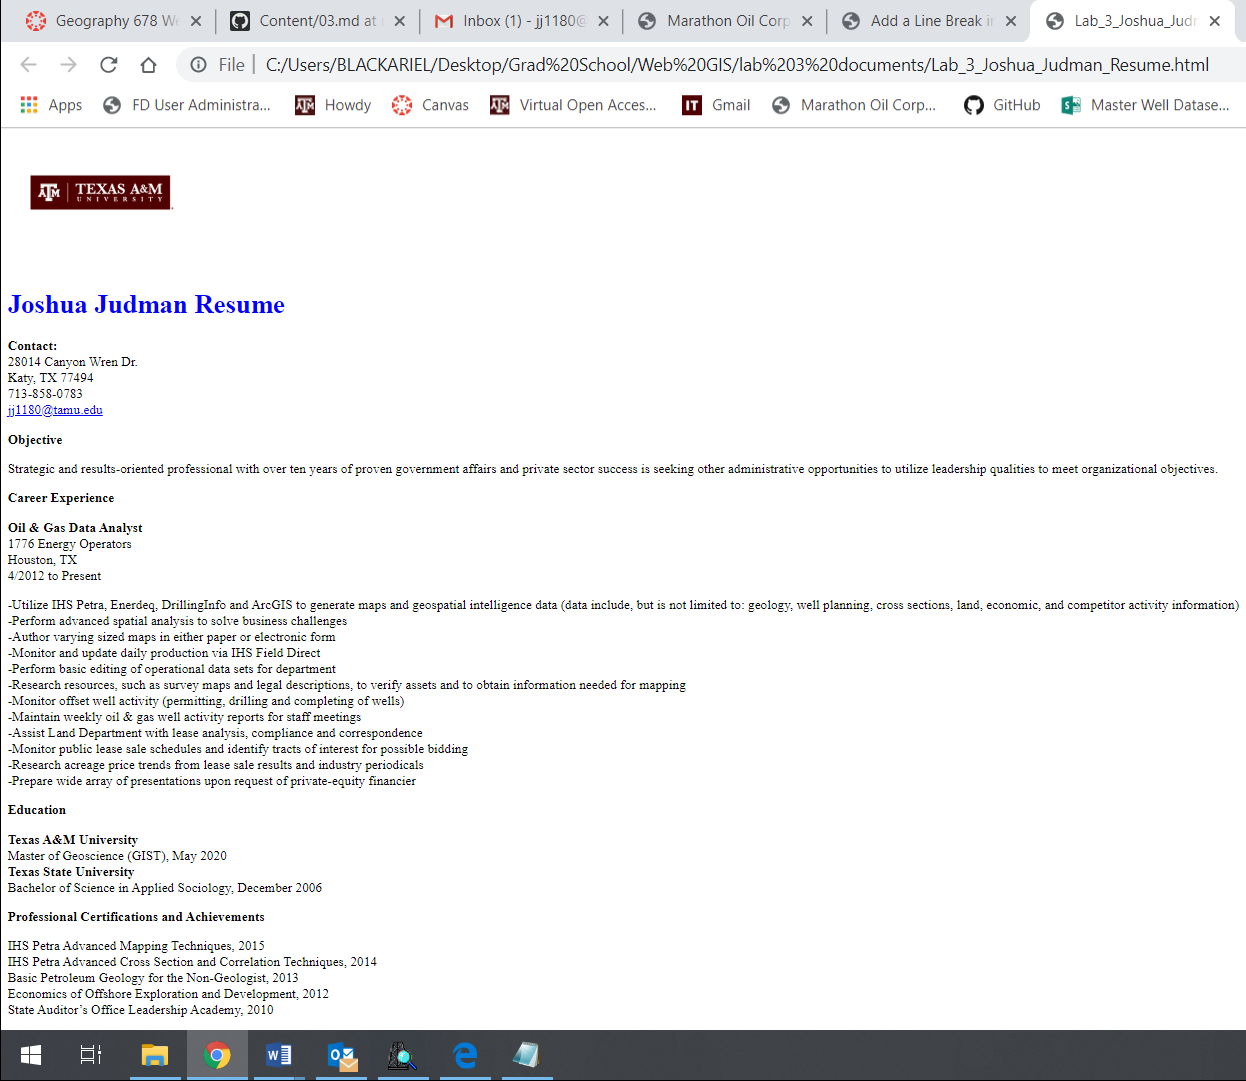 Geography 678 We
Content/03.md at
Inbox (1) - jj1180@
Marathon Oil Corp
Add a Line Break in
Lab_3_Joshua_Judm
File
C:/Users/BLACKARIEL/Desktop/Grad%20School/Web%20GIS/lab%203%20documents/Lab_3_Joshua_Judman_Resume.html
Apps
FD User Administra...
Howdy
Canvas
Virtual Open Acces...
IT
Gmail
Marathon Oil Corp...
GitHub
Master Well Datase...
ATM TEXAS A&M
UNIVERSITY
Joshua Judman Resume
Contact:
28014 Canyon Wren Dr.
Katy, TX 77494
713-858-0783
jj1180@tamu.edu
Objective
Strategic and results-oriented professional with over ten years of proven government affairs and private sector success is seeking other administrative opportunities to utilize leadership qualities to meet organizational objectives.
Career Experience
Oil & Gas Data Analyst
1776 Energy Operators
Houston, TX
4/2012 to Present
-Utilize IHS Petra, Enerdeq, DrillingInfo and ArcGIS to generate maps and geospatial intelligence data (data include, but is not limited to: geology, well planning, cross sections, land, economic, and competitor activity information)
-Perform advanced spatial analysis to solve business challenges
-Author varying sized maps in either paper or electronic form
-Monitor and update daily production via IHS Field Direct
-Perform basic editing of operational data sets for department
-Research resources, such as survey maps and legal descriptions, to verify assets and to obtain information needed for mapping
-Monitor offset well activity (permitting, drilling and completing of wells)
-Maintain weekly oil & gas well activity reports for staff meetings
-Assist Land Department with lease analysis, compliance and correspondence
-Monitor public lease sale schedules and identify tracts of interest for possible bidding
-Research acreage price trends from lease sale results and industry periodicals
-Prepare wide array of presentations upon request of private-equity financier
Education
Texas A&M University
Master of Geoscience (GIST), May 2020
Texas State University
Bachelor of Science in Applied Sociology, December 2006
Professional Certifications and Achievements
IHS Petra Advanced Mapping Techniques, 2015
IHS Petra Advanced Cross Section and Correlation Techniques, 2014
Basic Petroleum Geology for the Non-Geologist, 2013
Economics of Offshore Exploration and Development, 2012
State Auditor’s Office Leadership Academy, 2010